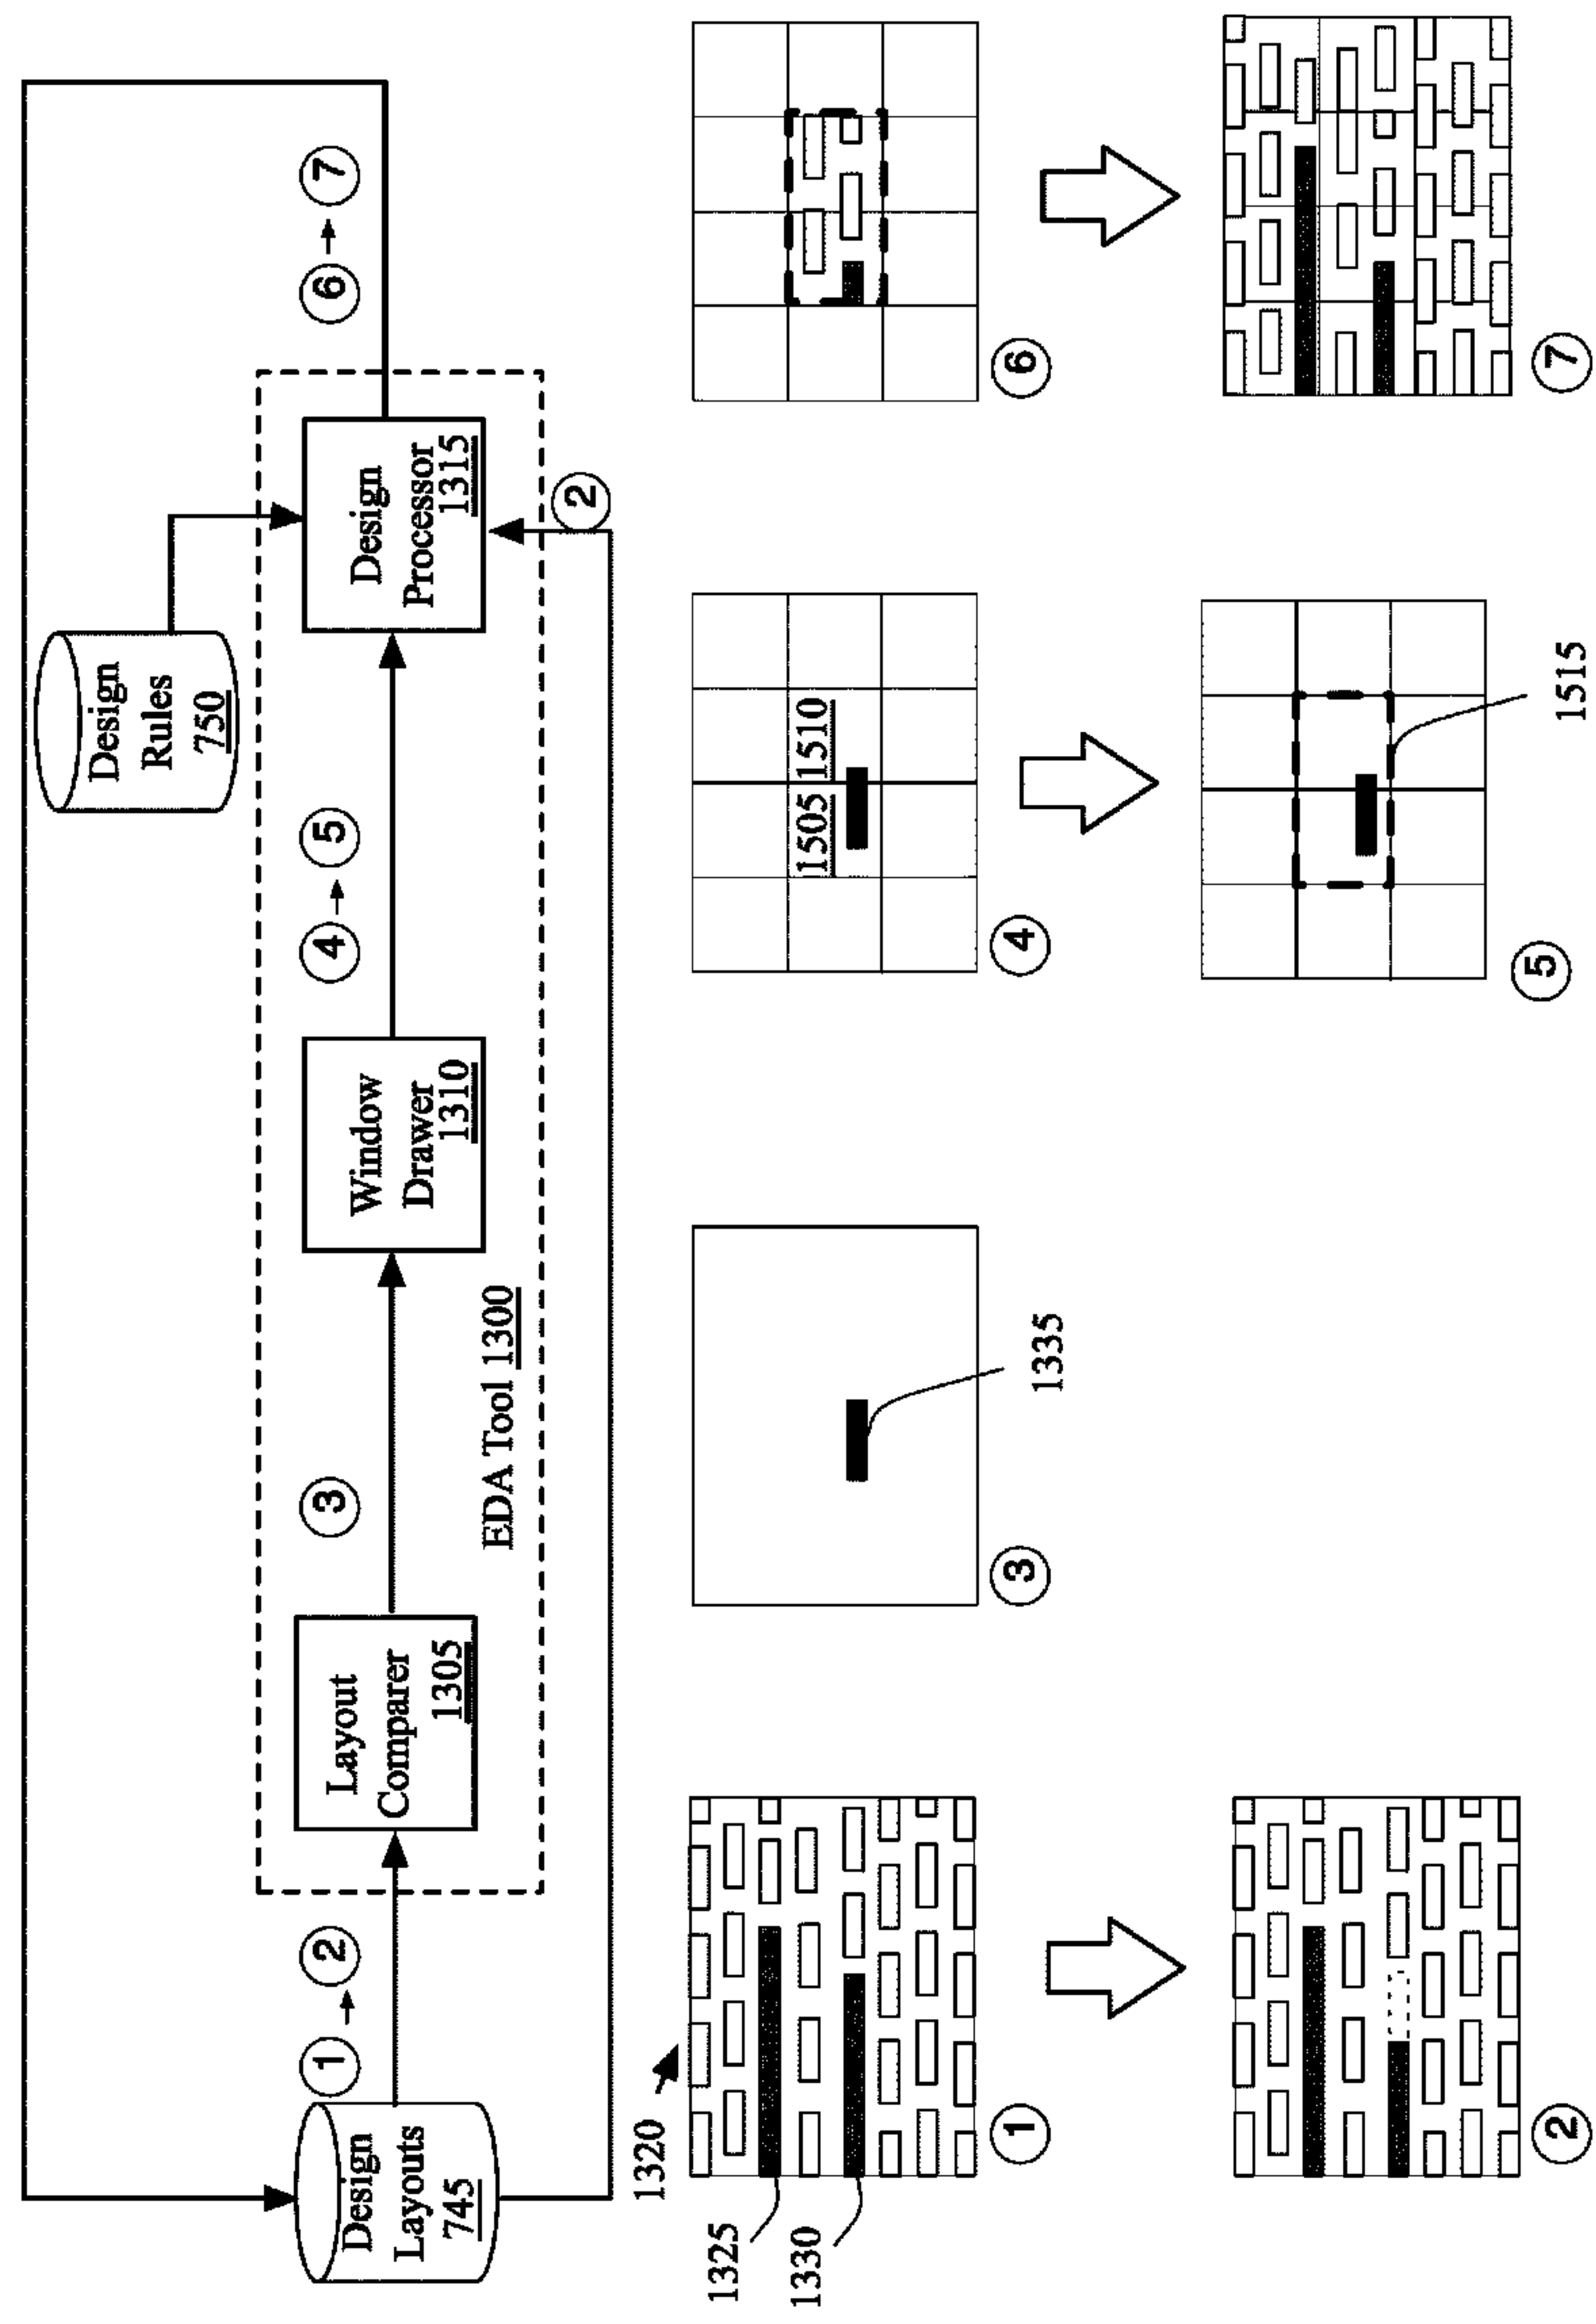 Design
Rules
750
1 → 2
3
4 → 5
6 → 7
Design
Layouts
745
Layout
Comparer
1305
Window
Drawer
1310
Design
Processor
1315
EDA Tool 1300
2
1320
1325
1330
1
3
1335
1505 1510
4
6
2
5
1515
7